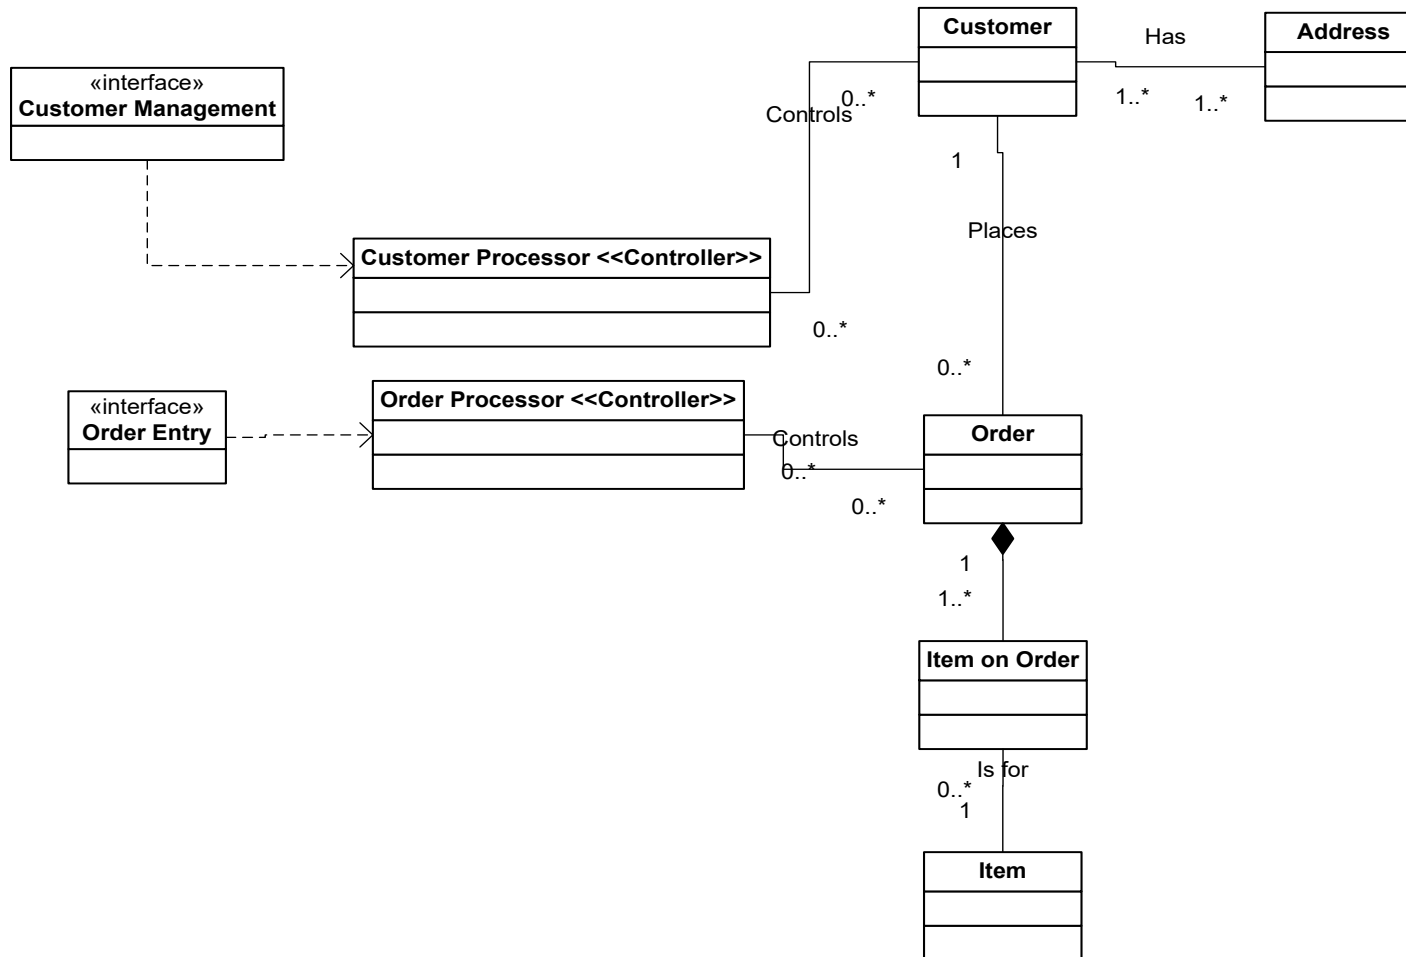 Customer
Has
Address
«interface»
Customer Management
0..*
Controls
1..*
1..*
1
Places
Customer Processor <<Controller>>
0..*
0..*
«interface»
Order Entry
Order Processor <<Controller>>
Controls
0..*
0..*
Order
1
1..*
Item on Order
Is for
0..*
1
Item